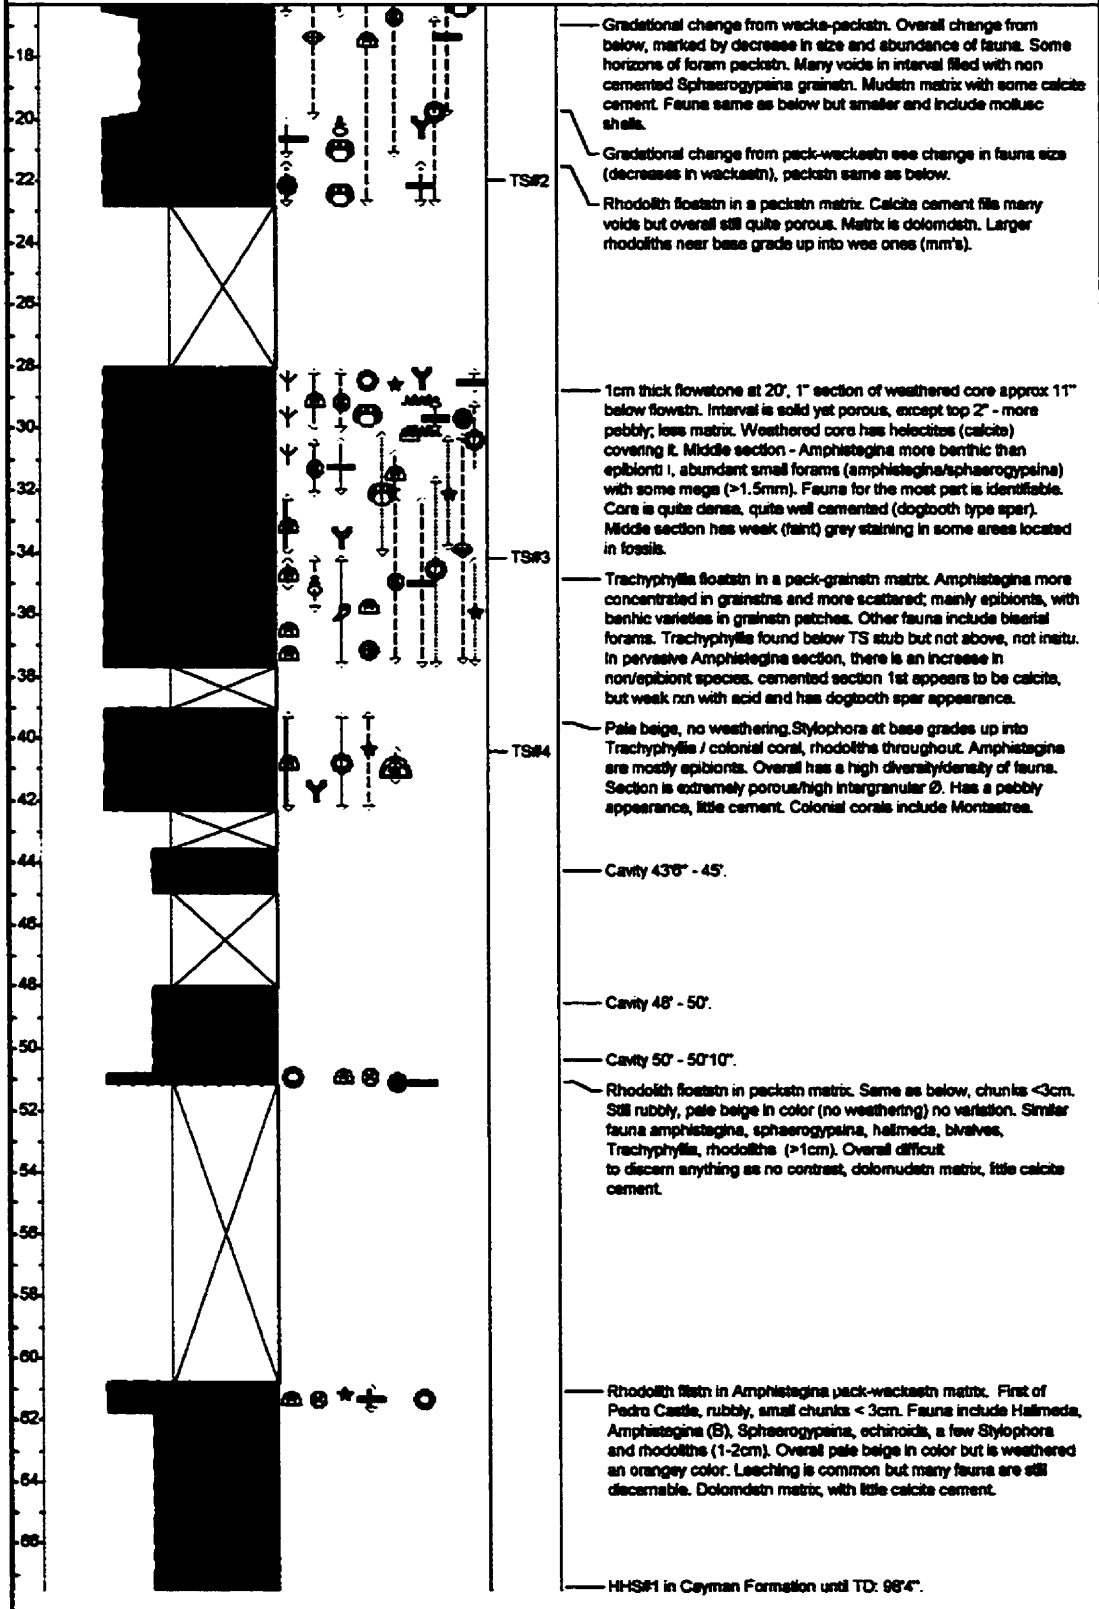 Gradational change from wacke-packstn. Overall change from
below, marked by decrease in size and abundance of fauna. Some
horizons of foram packstn. Many voids in interval filled with non
cemented Sphaerogypsina grainstn. Mudstn matrix with some calcite
cement. Fauna same as below but smaller and include mollusc
shells.
Gradational change from pack-wackestn see change in fauna size
(decreases in wackestn), packstn same as below.
Rhodolith floatstn in a packstn matrix. Calcite cement fills many
voids but overall still quite porous. Matrix is dolomdstn. Larger
rhodoliths near base grade up into wee ones (mm's).
1cm thick flowstone at 20', 1" section of weathered core approx 11"
below flowstn. Interval is solid yet porous, except top 2" - more
pebbly; less matrix. Weathered core has helectites (calcite)
covering it. Middle section - Amphistegina more benthic than
epibionti, abundant small forams (amphistegina/sphaerogypsina)
with some mega (>1.5mm). Fauna for the most part is identifiable.
Core is quite dense, quite well cemented (dogtooth type spar).
Middle section has weak (faint) grey staining in some areas located
in fossils.
Trachyphyllia floatstn in a pack-grainstn matrix. Amphistegina more
concentrated in grainstns and more scattered; mainly epibionts, with
benhic varieties in grainstn patches. Other fauna include biserial
forams. Trachyphyllia found below TS stub but not above, not insitu.
In pervasive Amphistegina section, there is an increase in
non/epibiont species. cemented section 1st appears to be calcite,
but weak rxn with acid and has dogtooth spar appearance.
Pale beige, no weathering.Stylophora at base grades up into
Trachyphyllia / colonial coral, rhodoliths throughout. Amphistegina
are mostly epibionts. Overall has a high diversity/density of fauna.
Section is extremely porous/high intergranular Ø. Has a pebbly
appearance, little cement. Colonial corals include Montastrea.
Cavity 43'6" - 45'.
Cavity 48' - 50'.
Cavity 50' - 50'10".
Rhodolith floatstn in packstn matrix. Same as below, chunks <3cm.
Still rubbly, pale beige in color (no weathering) no variation. Similar
fauna amphistegina, sphaerogypsina, halimeda, bivalves,
Trachyphyllia, rhodoliths (>1cm). Overall difficult
to discern anything as no contrast, dolomudstn matrix, little calcite
cement.
Rhodolith fltstn in Amphistegina pack-wackestn matrix. First of
Pedro Castle, rubbly, small chunks < 3cm. Fauna include Halimeda,
Amphistegina (B), Sphaerogypsina, echinoids, a few Stylophora
and rhodoliths (1-2cm). Overall pale beige in color but is weathered
an orangey color. Leaching is common but many fauna are still
discernable. Dolomdstn matrix, with little calcite cement.
HHS#1 in Cayman Formation until TD: 98'4".
TS#2
TS#3
TS#4
18
20
22
24
26
28
30
32
34
36
38
40
42
44
46
48
50
52
54
56
58
60
62
64
66